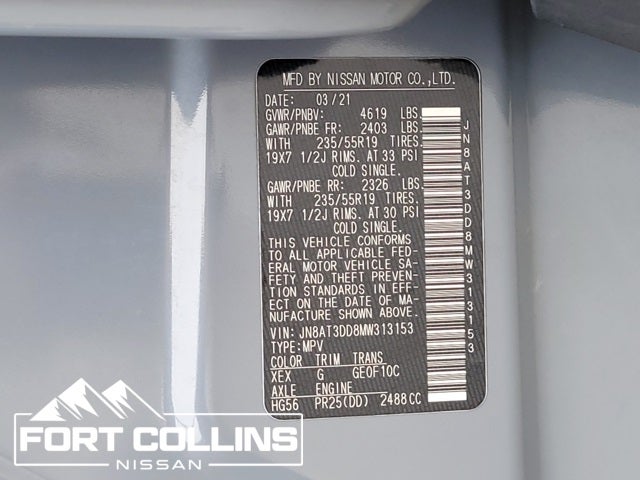 MFD BY NISSAN MOTOR CO.,LTD.
DATE: 03/21
GVWR/PNBV: 4619 LBS.
GAWR/PNBE FR: 2403 LBS.
WITH 235/55R19 TIRES.
19X7 1/2J RIMS. AT 33 PSI
COLD SINGLE.
GAWR/PNBE RR: 2326 LBS.
WITH 235/55R19 TIRES.
19X7 1/2J RIMS. AT 30 PSI
COLD SINGLE.
THIS VEHICLE CONFORMS
TO ALL APPLICABLE FED-
ERAL MOTOR VEHICLE SA-
FETY AND THEFT PREVEN-
TION STANDARDS IN EFF-
ECT ON THE DATE OF MA-
NUFACTURE SHOWN ABOVE.
VIN: JN8AT3DD8MW313153
TYPE:MPV
COLOR TRIM TRANS
XEX G GEOF10C
AXLE ENGINE
HG56 PR25(DD) 2488CC
JN8AT3DD8MW313153
FORT COLLINS
NISSAN